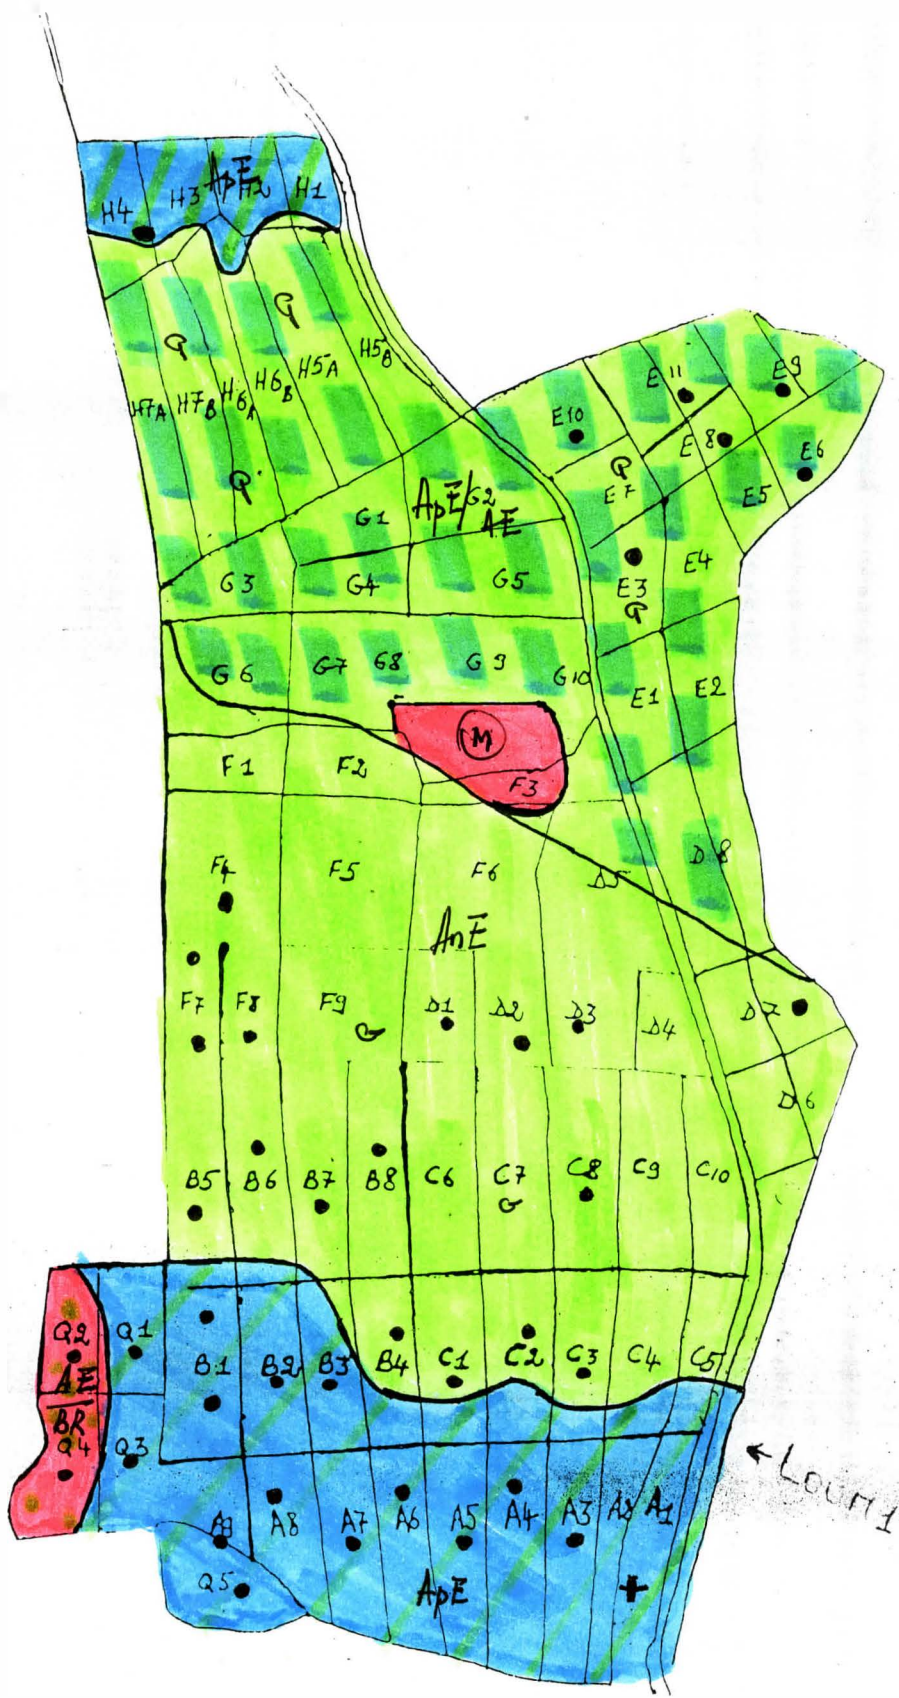 ApE
H4 H3 H2 H1
H7A H7B H6A H6B H5A H5B
E10 E11 E9
E8 E6
E7 E5
G1 ApE/G2
AE
G3 G4 G5 E3 E4
G6 G7 G8 G9 G10 E1 E2
M
F1 F2 F3
F4 F5 F6 D5 D8
AnE
F7 F8 F9 D1 D2 D3 D4 D7
D6
B5 B6 B7 B8 C6 C7 C8 C9 C10
Q2 Q1 B1 B2 B3 B4 C1 C2 C3 C4 C5
AE
BR
Q4 Q3
A8 A7 A6 A5 A4 A3 A2 A1
Q5 ApE
← LOUM 1